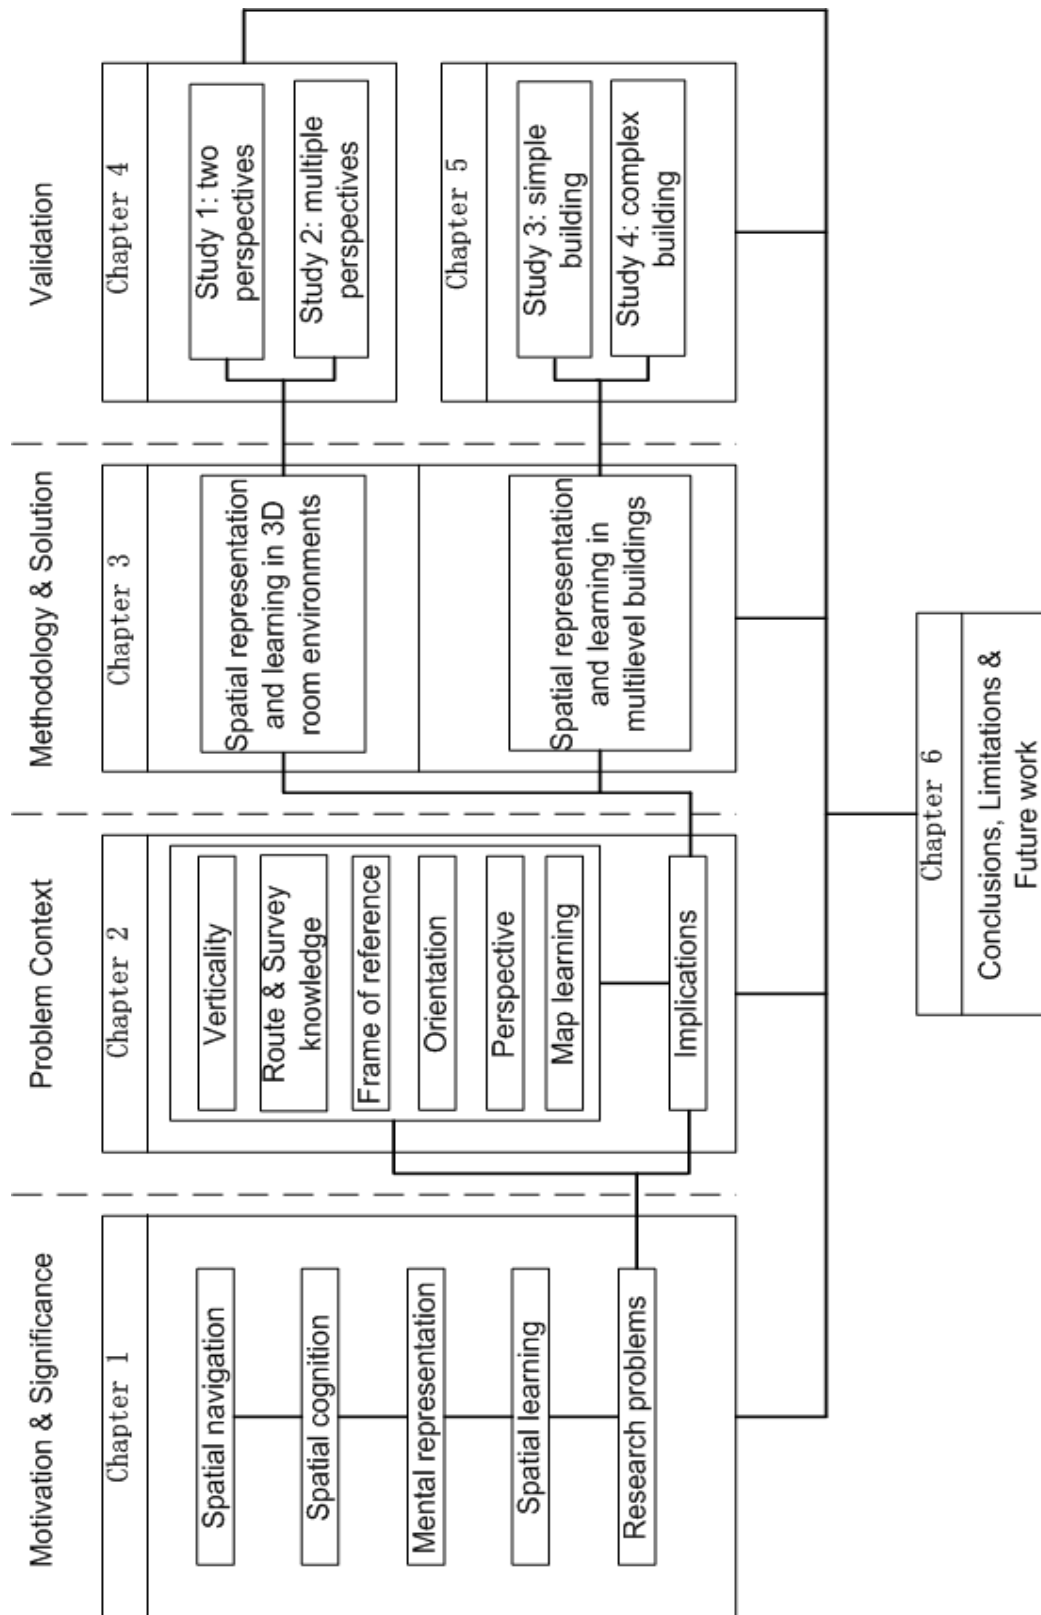 Motivation & Significance
Chapter 1
Spatial navigation
Spatial cognition
Mental representation
Spatial learning
Research problems
Problem Context
Chapter 2
Verticality
Route & Survey
knowledge
Frame of reference
Orientation
Perspective
Map learning
Implications
Methodology & Solution
Chapter 3
Spatial representation
and learning in 3D
room environments
Spatial representation
and learning in
multilevel buildings
Validation
Chapter 4
Study 1: two
perspectives
Study 2: multiple
perspectives
Chapter 5
Study 3: simple
building
Study 4: complex
building
Chapter 6
Conclusions, Limitations &
Future work